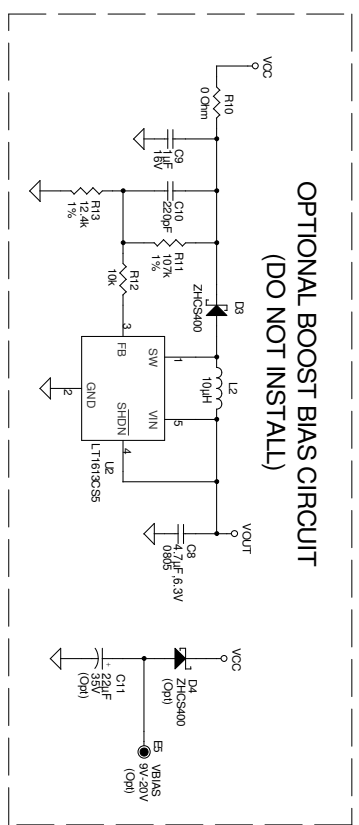 OPTIONAL BOOST BIAS CIRCUIT
(DO NOT INSTALL)
VCC
R10
0 Ohm
C9
1µF
16V
C10
220pF
R11
107k
1%
R13
12.4k
1%
R12
10k
D3
ZHCS400
L2
10µH
SW
VIN
FB
SHDN
GND
1
5
3
4
2
U2
LT1613CS5
VOUT
C8
4.7µF,6.3V
0805
VCC
D4
ZHCS400
(Opt)
C11
22µF
35V
(Opt)
+
E5
VBIAS
9V-20V
(Opt)